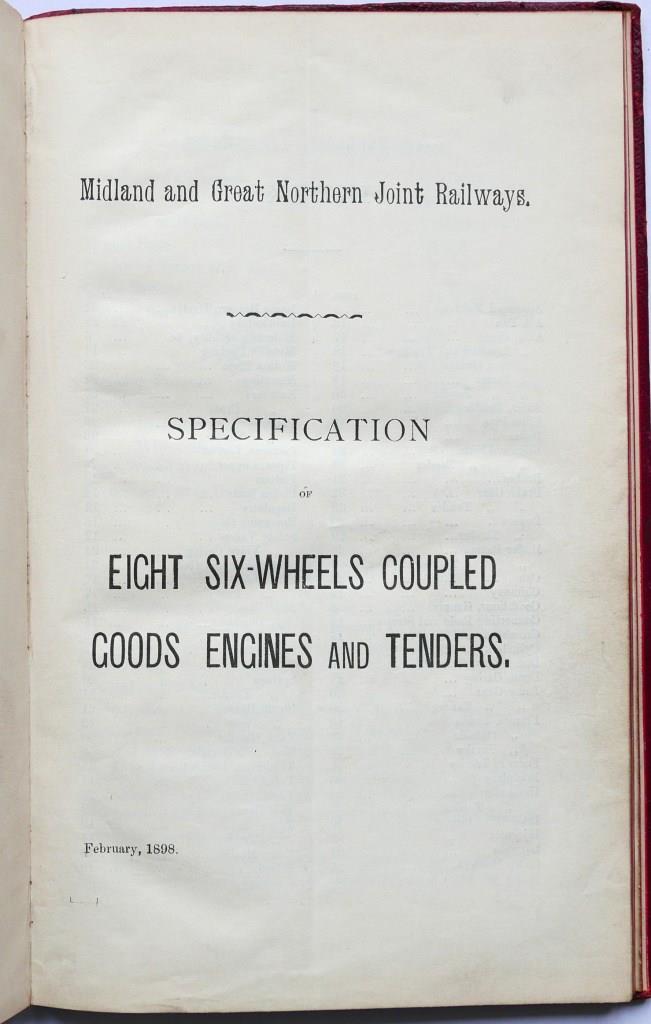 Midland and Great Northern Joint Railways.
SPECIFICATION
OF
EIGHT SIX-WHEELS COUPLED
GOODS ENGINES AND TENDERS.
February, 1898.